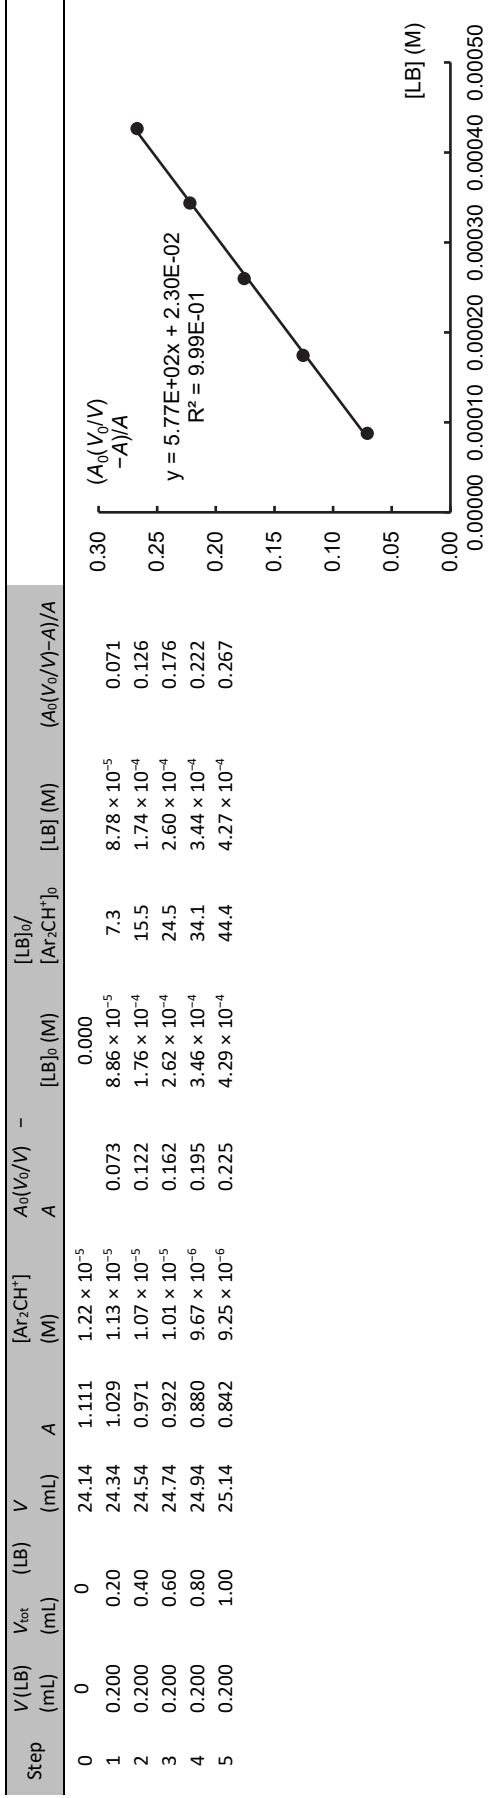 Step V (LB) (mL) Vtot (LB) (mL) V (mL) A [Ar₂CH⁺] (M) A₀(V₀/V) − A [LB]₀ (M) [LB]₀/[Ar₂CH⁺]₀ [LB] (M) (A₀(V₀/V)−A)/A
0 0 0 24.14 1.111 1.22 × 10⁻⁵ 0.000
1 0.200 0.20 24.34 1.029 1.13 × 10⁻⁵ 0.073 8.86 × 10⁻⁵ 7.3 8.78 × 10⁻⁵ 0.071
2 0.200 0.40 24.54 0.971 1.07 × 10⁻⁵ 0.122 1.76 × 10⁻⁴ 15.5 1.74 × 10⁻⁴ 0.126
3 0.200 0.60 24.74 0.922 1.01 × 10⁻⁵ 0.162 2.62 × 10⁻⁴ 24.5 2.60 × 10⁻⁴ 0.176
4 0.200 0.80 24.94 0.880 9.67 × 10⁻⁶ 0.195 3.46 × 10⁻⁴ 34.1 3.44 × 10⁻⁴ 0.222
5 0.200 1.00 25.14 0.842 9.25 × 10⁻⁶ 0.225 4.29 × 10⁻⁴ 44.4 4.27 × 10⁻⁴ 0.267
(A₀(V₀/V)
−A)/A
y = 5.77E+02x + 2.30E-02
R² = 9.99E-01
0.30
0.25
0.20
0.15
0.10
0.05
0.00
[LB] (M)
0.00000 0.00010 0.00020 0.00030 0.00040 0.00050